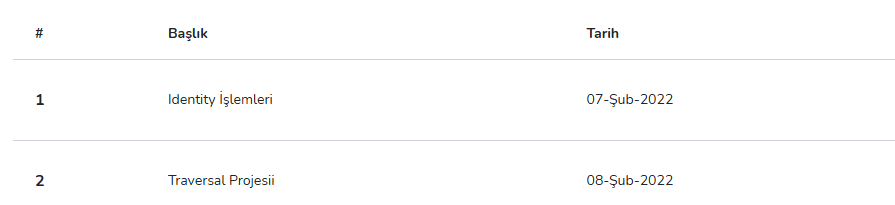 # Başlık Tarih
1 Identity İşlemleri 07-Şub-2022
2 Traversal Projesii 08-Şub-2022